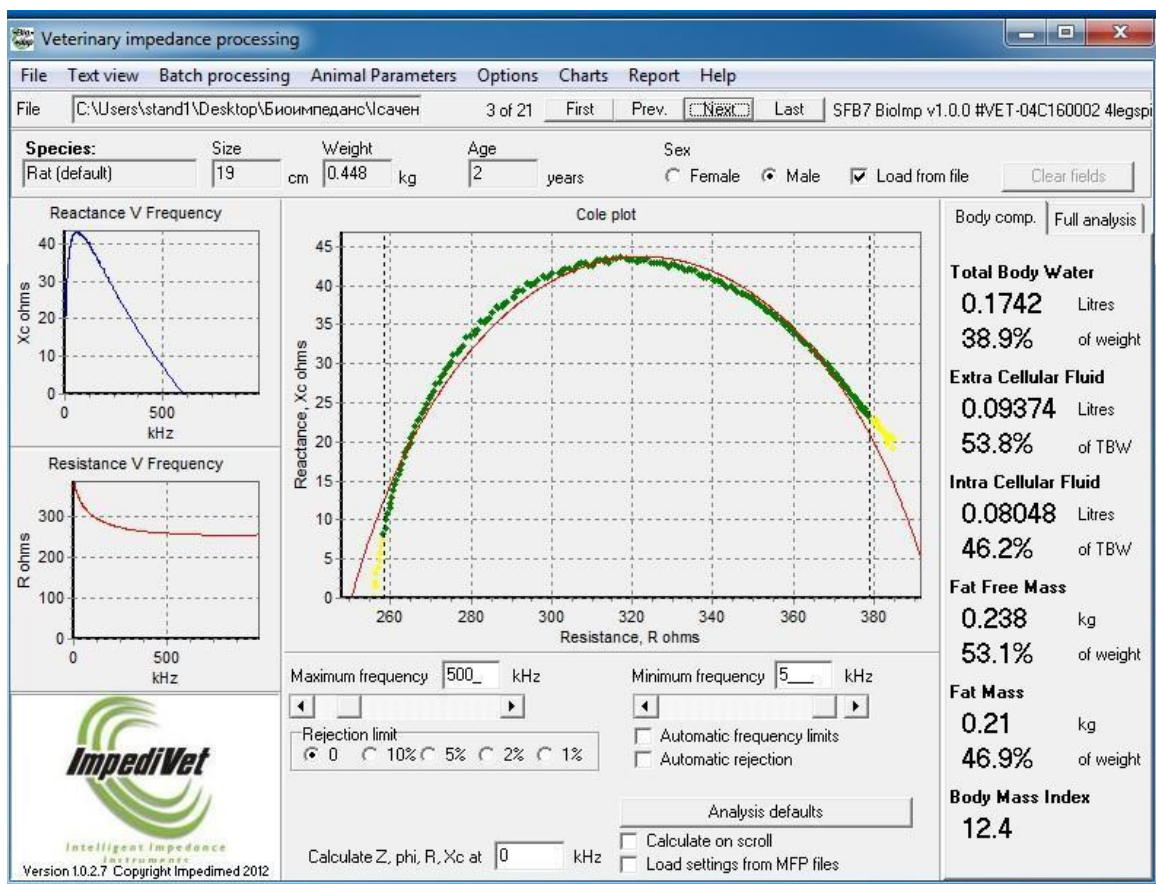 Veterinary impedance processing
File Text view Batch processing Animal Parameters Options Charts Report Help
File C:\Users\stand1\Desktop\Биоимпеданс\Ісачен 3 of 21 First Prev. Next Last SFB7 BioImp v1.0.0 #VET-04C160002 4legspi
Species: Size Weight Age Sex
Rat (default) 19 cm 0.448 kg 2 years Female Male Load from file Clear fields
Reactance V Frequency
Xc ohms
40
30
20
10
0
0 500
kHz
Resistance V Frequency
R ohms
300
200
100
0
0 500
kHz
ImpediVet
Intelligent Impedance
Instruments
Version 1.0.2.7 Copyright Impedimed 2012
Cole plot
Reactance, Xc ohms
45
40
35
30
25
20
15
10
5
0
260 280 300 320 340 360 380
Resistance, R ohms
Maximum frequency 500_ kHz
Minimum frequency 5___ kHz
Rejection limit
0 10% 5% 2% 1%
Automatic frequency limits
Automatic rejection
Analysis defaults
Calculate Z, phi, R, Xc at 0 kHz
Calculate on scroll
Load settings from MFP files
Body comp. Full analysis
Total Body Water
0.1742 Litres
38.9% of weight
Extra Cellular Fluid
0.09374 Litres
53.8% of TBW
Intra Cellular Fluid
0.08048 Litres
46.2% of TBW
Fat Free Mass
0.238 kg
53.1% of weight
Fat Mass
0.21 kg
46.9% of weight
Body Mass Index
12.4